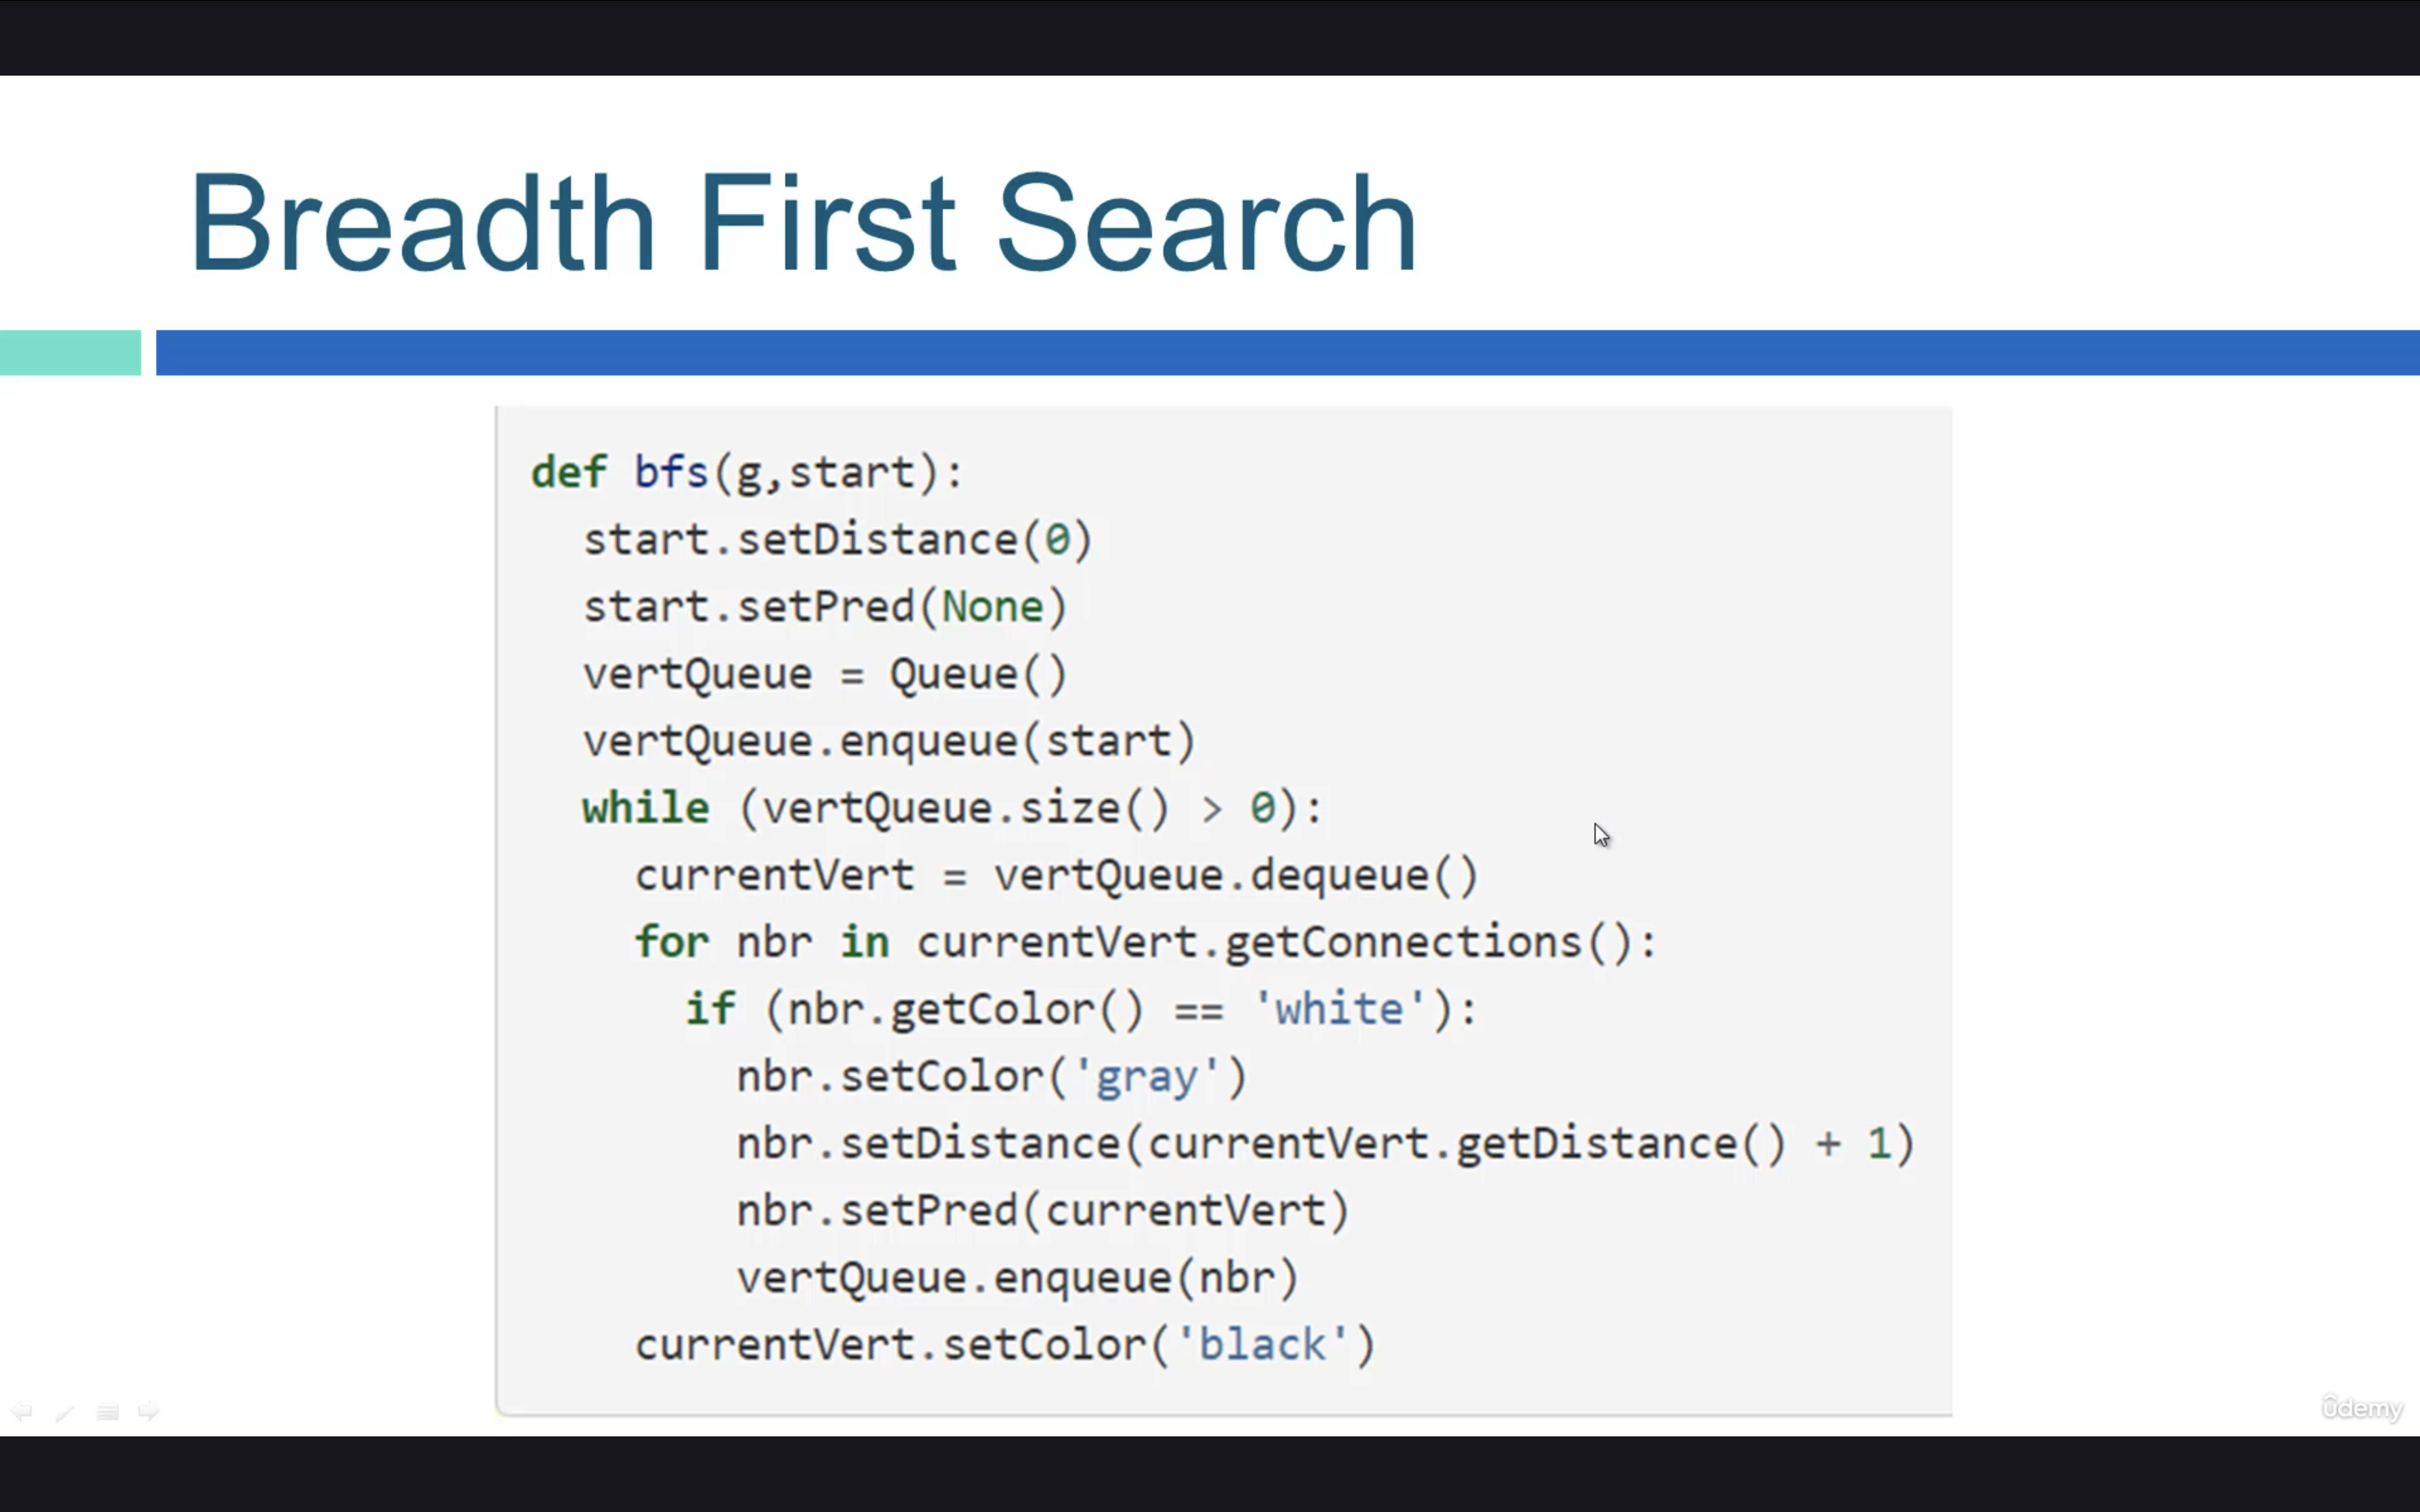 Breadth First Search
def bfs(g,start):
  start.setDistance(0)
  start.setPred(None)
  vertQueue = Queue()
  vertQueue.enqueue(start)
  while (vertQueue.size() > 0):
    currentVert = vertQueue.dequeue()
    for nbr in currentVert.getConnections():
      if (nbr.getColor() == 'white'):
        nbr.setColor('gray')
        nbr.setDistance(currentVert.getDistance() + 1)
        nbr.setPred(currentVert)
        vertQueue.enqueue(nbr)
    currentVert.setColor('black')
ûdemy